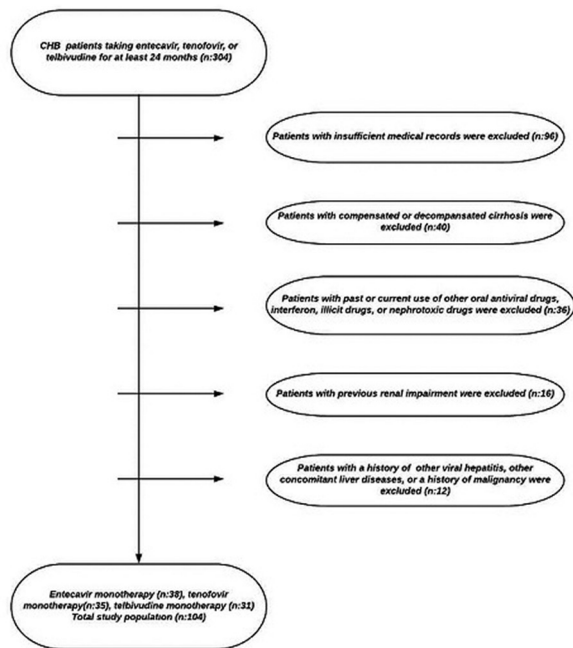 CHB patients taking entecavir, tenofovir, or
telbivudine for at least 24 months (n:304)
Patients with insufficient medical records were excluded (n:96)
Patients with compensated or decompansated cirrhosis were
excluded (n:40)
Patients with past or current use of other oral antiviral drugs,
interferon, illicit drugs, or nephrotoxic drugs were excluded (n:36)
Patients with previous renal impairment were excluded (n:16)
Patients with a history of other viral hepatitis, other
concomitant liver diseases, or a history of malignancy were
excluded (n:12)
Entecavir monotherapy (n:38), tenofovir
monotherapy(n:35), telbivudine monotherapy (n:31)
Total study population (n:104)